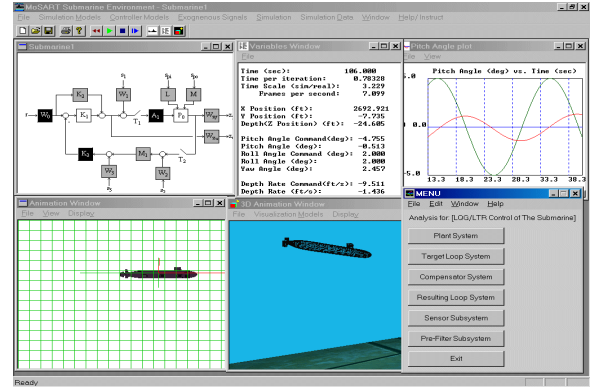 MoSART Submarine Environment - Submarine1
File Simulation Models Controller Models Exogneous Signals Simulation Simulation Data Window Help/ Instruct
Submarine1
Variables Window
File
Time (sec): 106.000
Time per iteration: 0.78328
Time Scale (sim/real): 3.229
Frames per second: 7.099
X Position (ft): 2692.921
Y Position (ft): -7.735
Depth(Z Position) (ft): -24.605
Pitch Angle Command(deg): -4.755
Pitch Angle (deg): -0.513
Roll Angle Command (deg): 2.000
Roll Angle (deg): 2.000
Yaw Angle (deg): 2.457
Depth Rate Command(ft/s): -9.511
Depth Rate (ft/s): -1.436
Pitch Angle plot
File View
Pitch Angle (deg) vs. Time (sec)
5.0
0.0
-5.0
13.3 18.3 23.3 28.3 33.3 38.3
Animation Window
File View Display
3D Animation Window
File Visualization Models Display
MENU
File Edit Window Help
Analysis for: [LQG/LTR Control of The Submarine]
Plant System
Target Loop System
Compensator System
Resulting Loop System
Sensor Subsystem
Pre-Filter Subsystem
Exit
Ready